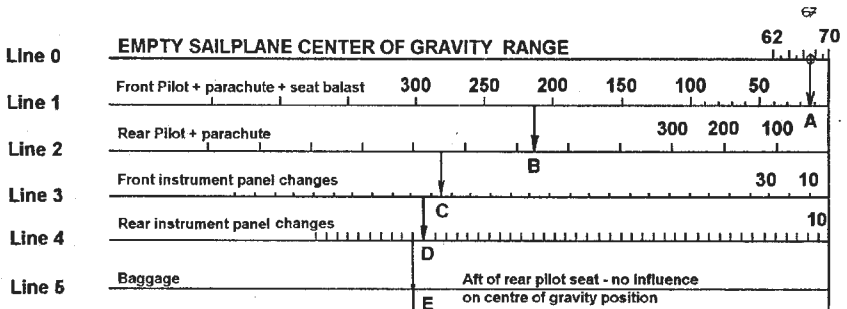 67
62 70
Line 0 EMPTY SAILPLANE CENTER OF GRAVITY RANGE
Front Pilot + parachute + seat balast 300 250 200 150 100 50
Line 1 A
Rear Pilot + parachute 300 200 100
Line 2 B
Front instrument panel changes 30 10
Line 3 C
Rear instrument panel changes 10
Line 4 D
Baggage Aft of rear pilot seat - no influence
Line 5 on centre of gravity position
E